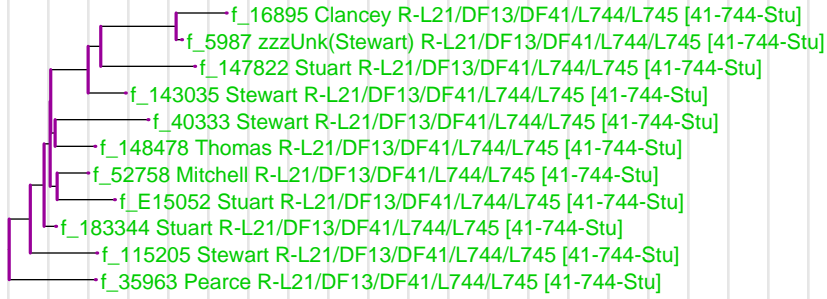 f_16895 Clancey R-L21/DF13/DF41/L744/L745 [41-744-Stu]
f_5987 zzzUnk(Stewart) R-L21/DF13/DF41/L744/L745 [41-744-Stu]
f_147822 Stuart R-L21/DF13/DF41/L744/L745 [41-744-Stu]
f_143035 Stewart R-L21/DF13/DF41/L744/L745 [41-744-Stu]
f_40333 Stewart R-L21/DF13/DF41/L744/L745 [41-744-Stu]
f_148478 Thomas R-L21/DF13/DF41/L744/L745 [41-744-Stu]
f_52758 Mitchell R-L21/DF13/DF41/L744/L745 [41-744-Stu]
f_E15052 Stuart R-L21/DF13/DF41/L744/L745 [41-744-Stu]
f_183344 Stuart R-L21/DF13/DF41/L744/L745 [41-744-Stu]
f_115205 Stewart R-L21/DF13/DF41/L744/L745 [41-744-Stu]
f_35963 Pearce R-L21/DF13/DF41/L744/L745 [41-744-Stu]